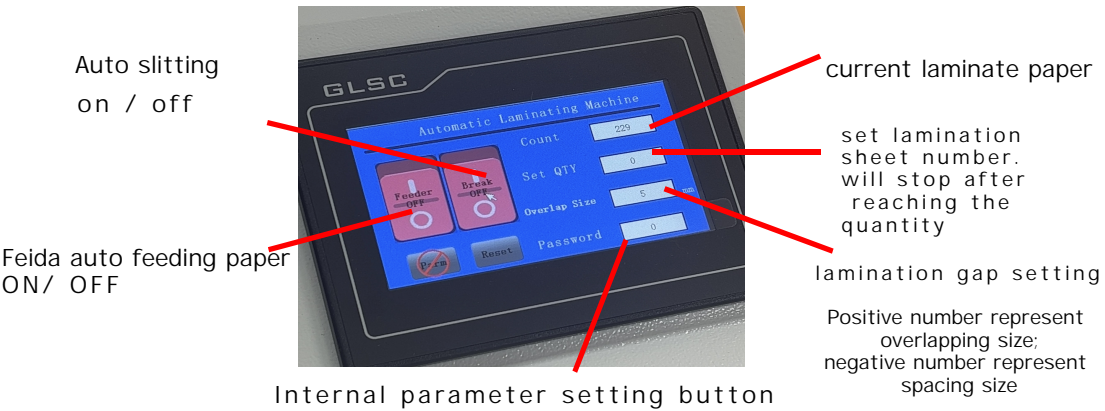 Auto slitting
on / off
Feida auto feeding paper
ON/ OFF
GLSC
Automatic Laminating Machine
Feeder
OFF
Break
OFF
Count 229
Set QTY 0
Overlap Size 5 mm
Password 0
Parm
Reset
current laminate paper
set lamination
sheet number.
will stop after
reaching the
quantity
lamination gap setting
Positive number represent
overlapping size;
negative number represent
spacing size
Internal parameter setting button